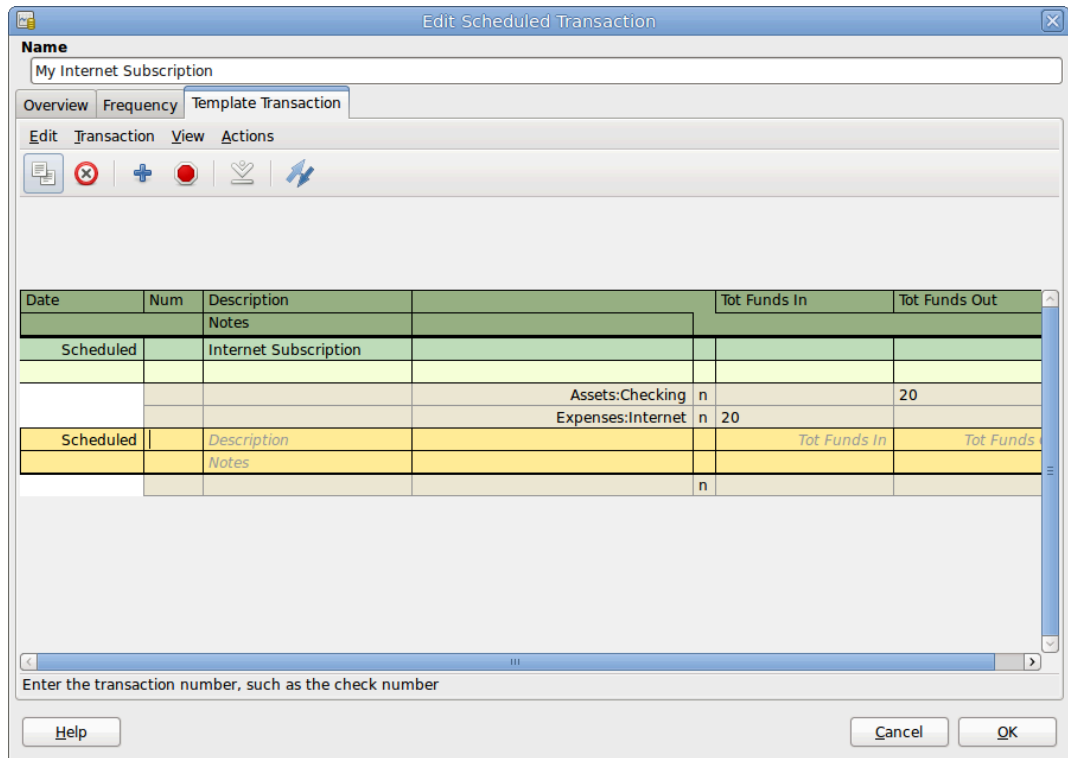 Edit Scheduled Transaction
Name
My Internet Subscription
Overview Frequency Template Transaction
Edit Transaction View Actions
Date Num Description Tot Funds In Tot Funds Out
Notes
Scheduled Internet Subscription
Assets:Checking n 20
Expenses:Internet n 20
Scheduled Description Tot Funds In Tot Funds
Notes
n
Enter the transaction number, such as the check number
Help Cancel OK